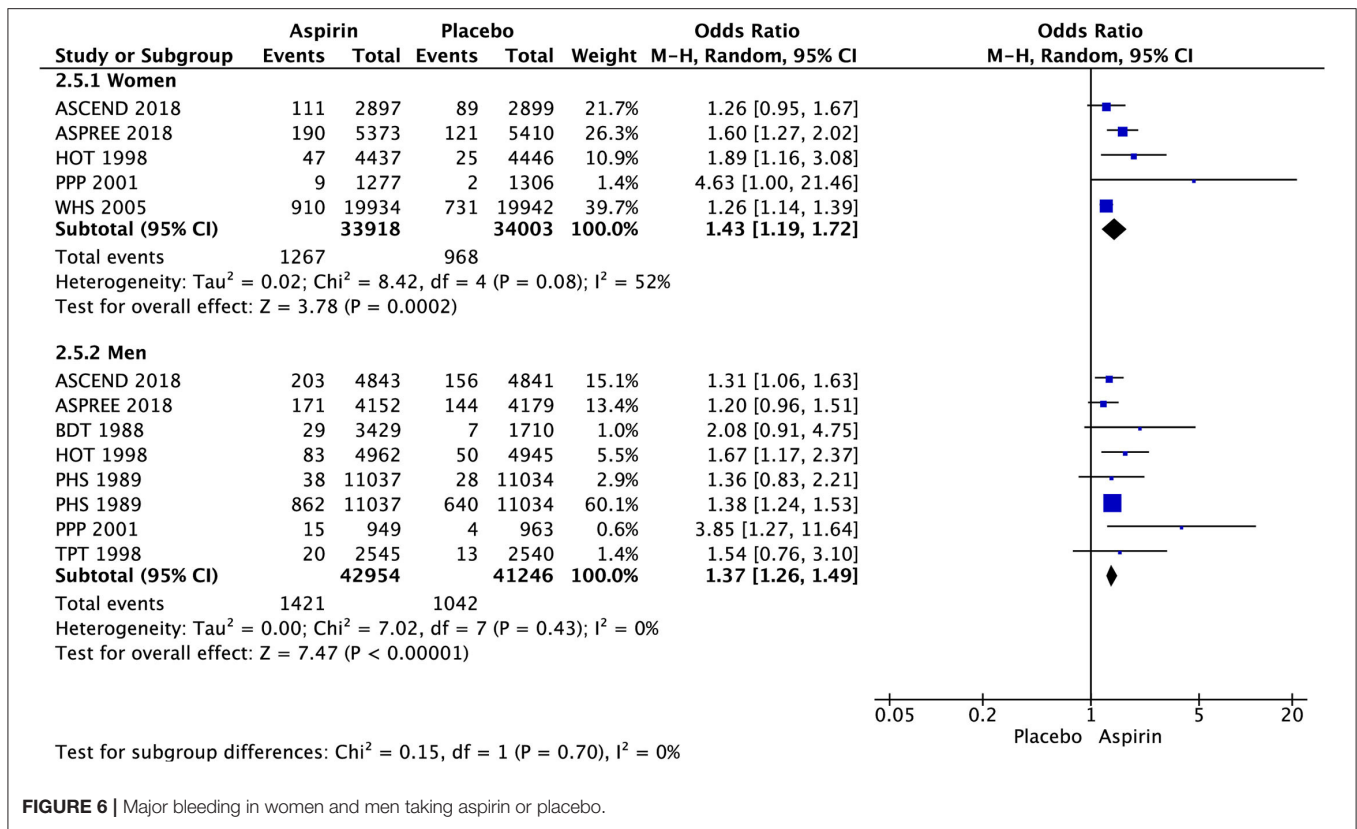 Aspirin Placebo Odds Ratio Odds Ratio
Study or Subgroup Events Total Events Total Weight M-H, Random, 95% CI M-H, Random, 95% CI
2.5.1 Women
ASCEND 2018 111 2897 89 2899 21.7% 1.26 [0.95, 1.67]
ASPREE 2018 190 5373 121 5410 26.3% 1.60 [1.27, 2.02]
HOT 1998 47 4437 25 4446 10.9% 1.89 [1.16, 3.08]
PPP 2001 9 1277 2 1306 1.4% 4.63 [1.00, 21.46]
WHS 2005 910 19934 731 19942 39.7% 1.26 [1.14, 1.39]
Subtotal (95% CI) 33918 34003 100.0% 1.43 [1.19, 1.72]
Total events 1267 968
Heterogeneity: Tau² = 0.02; Chi² = 8.42, df = 4 (P = 0.08); I² = 52%
Test for overall effect: Z = 3.78 (P = 0.0002)
2.5.2 Men
ASCEND 2018 203 4843 156 4841 15.1% 1.31 [1.06, 1.63]
ASPREE 2018 171 4152 144 4179 13.4% 1.20 [0.96, 1.51]
BDT 1988 29 3429 7 1710 1.0% 2.08 [0.91, 4.75]
HOT 1998 83 4962 50 4945 5.5% 1.67 [1.17, 2.37]
PHS 1989 38 11037 28 11034 2.9% 1.36 [0.83, 2.21]
PHS 1989 862 11037 640 11034 60.1% 1.38 [1.24, 1.53]
PPP 2001 15 949 4 963 0.6% 3.85 [1.27, 11.64]
TPT 1998 20 2545 13 2540 1.4% 1.54 [0.76, 3.10]
Subtotal (95% CI) 42954 41246 100.0% 1.37 [1.26, 1.49]
Total events 1421 1042
Heterogeneity: Tau² = 0.00; Chi² = 7.02, df = 7 (P = 0.43); I² = 0%
Test for overall effect: Z = 7.47 (P < 0.00001)
0.05 0.2 1 5 20
Placebo Aspirin
Test for subgroup differences: Chi² = 0.15, df = 1 (P = 0.70), I² = 0%
FIGURE 6 | Major bleeding in women and men taking aspirin or placebo.